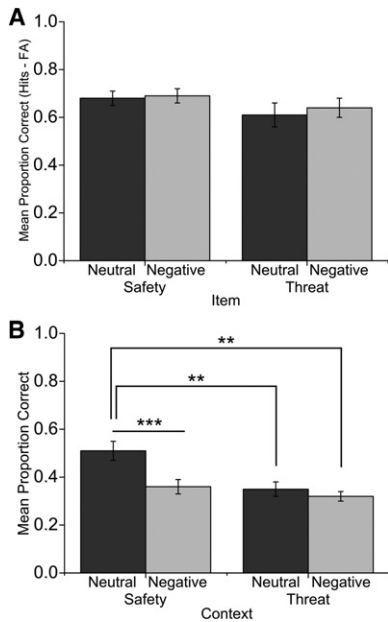 A
Mean Proportion Correct (Hits - FA)
1.0
0.8
0.6
0.4
0.2
0.0
Neutral Negative Neutral Negative
Safety Threat
Item
B
Mean Proportion Correct
1.0
0.8
0.6
0.4
0.2
0.0
**
**
***
Neutral Negative Neutral Negative
Safety Threat
Context